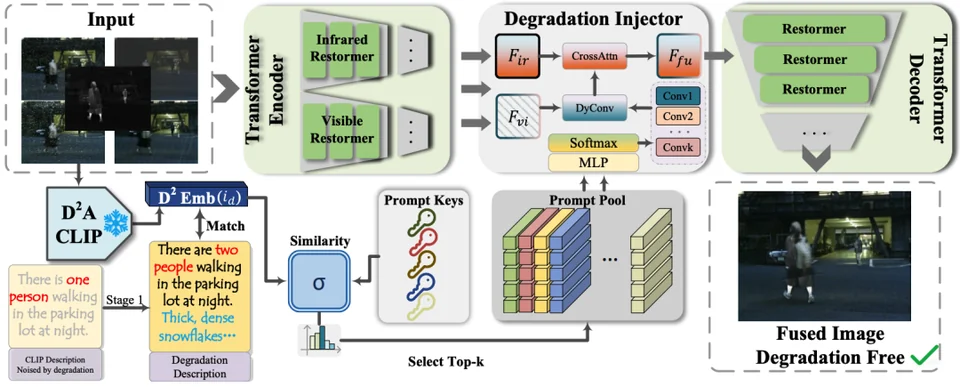 Input
Transformer
Encoder
Infrared
Restormer
...
Visible
Restormer
...
Degradation Injector
F_ir
CrossAttn
F_fu
F_vi
DyConv
Conv1
Conv2
...
Convk
Softmax
MLP
Restormer
Restormer
Restormer
...
Transformer
Decoder
D²A
CLIP
D² Emb(i_d)
Match
There is one
person walking
in the parking
lot at night.
CLIP Description
Noised by degradation
Stage 1
There are two
people walking
in the parking
lot at night.
Thick, dense
snowflakes···
Degradation
Description
Similarity
σ
Prompt Keys
Select Top-k
Prompt Pool
...
Fused Image
Degradation Free